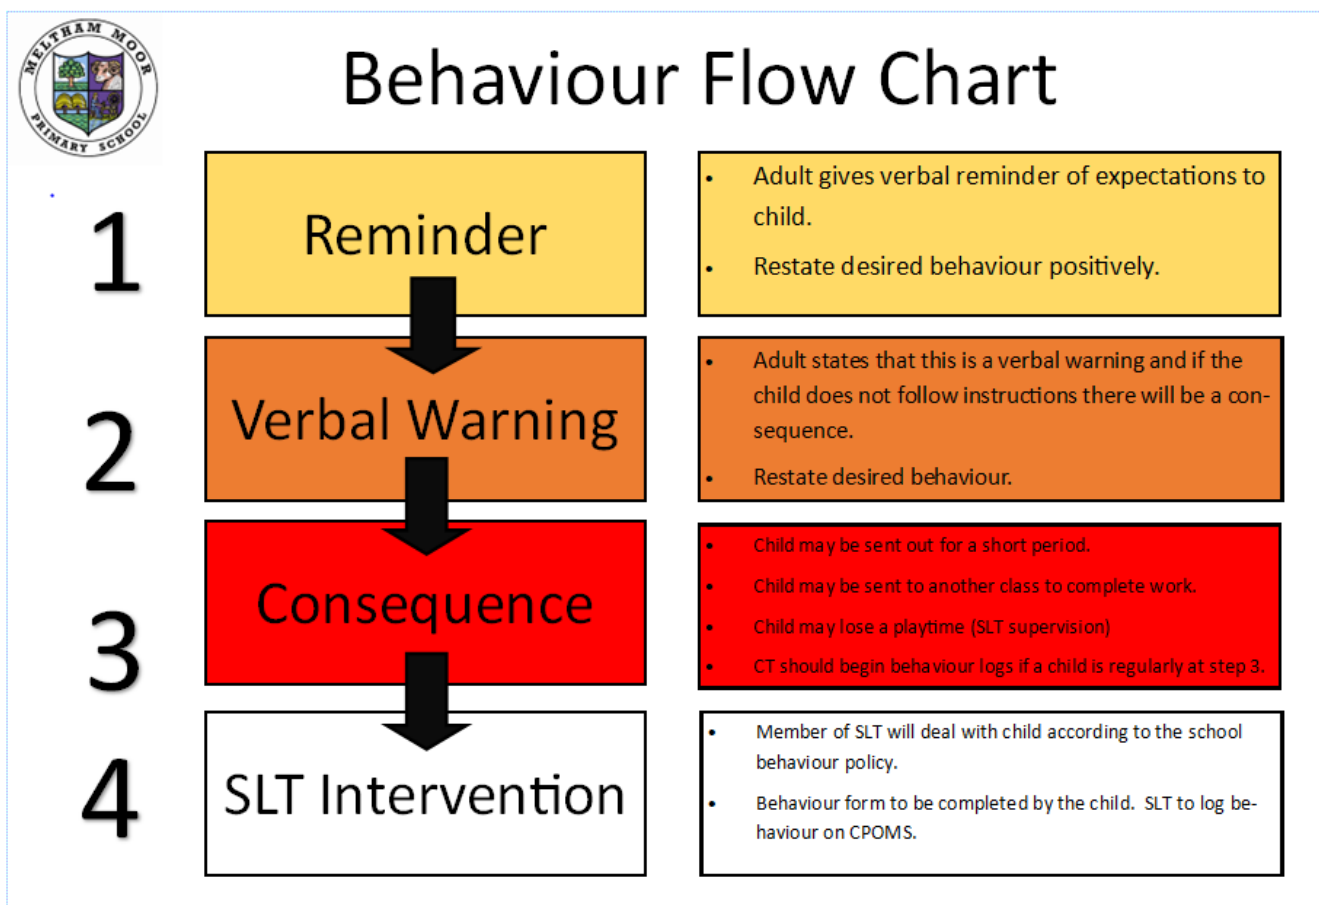 MELTHAM MOOR
PRIMARY SCHOOL
Behaviour Flow Chart
1
Reminder
• Adult gives verbal reminder of expectations to
child.
• Restate desired behaviour positively.
2
Verbal Warning
• Adult states that this is a verbal warning and if the
child does not follow instructions there will be a con-
sequence.
• Restate desired behaviour.
3
Consequence
• Child may be sent out for a short period.
• Child may be sent to another class to complete work.
• Child may lose a playtime (SLT supervision)
• CT should begin behaviour logs if a child is regularly at step 3.
4
SLT Intervention
• Member of SLT will deal with child according to the school
behaviour policy.
• Behaviour form to be completed by the child.  SLT to log be-
haviour on CPOMS.